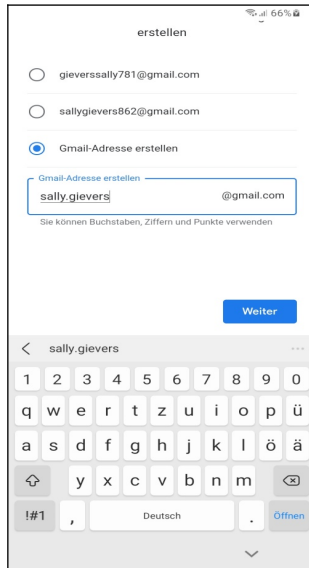 66%
erstellen
gieverssally781@gmail.com
sallygievers862@gmail.com
Gmail-Adresse erstellen
Gmail-Adresse erstellen
sally.gievers @gmail.com
Sie können Buchstaben, Ziffern und Punkte verwenden
Weiter
sally.gievers
1 2 3 4 5 6 7 8 9 0
q w e r t z u i o p ü
a s d f g h j k l ö ä
y x c v b n m
!#1 , Deutsch . Öffnen